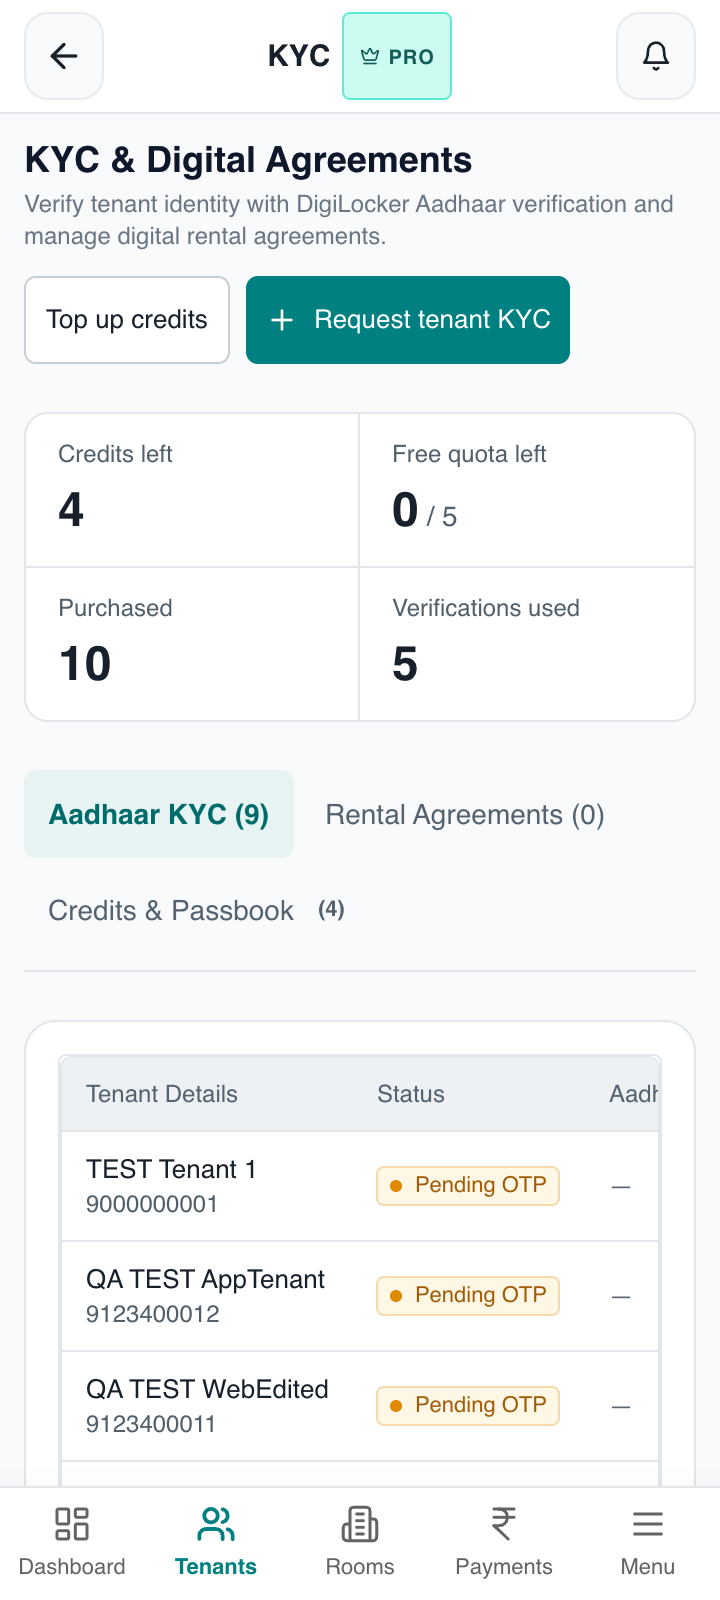 KYC PRO
KYC & Digital Agreements
Verify tenant identity with DigiLocker Aadhaar verification and
manage digital rental agreements.
Top up credits
+ Request tenant KYC
Credits left
4
Free quota left
0 / 5
Purchased
10
Verifications used
5
Aadhaar KYC (9)
Rental Agreements (0)
Credits & Passbook (4)
Tenant Details Status Aadh
TEST Tenant 1
9000000001
Pending OTP
—
QA TEST AppTenant
9123400012
Pending OTP
—
QA TEST WebEdited
9123400011
Pending OTP
—
Dashboard
Tenants
Rooms
Payments
Menu